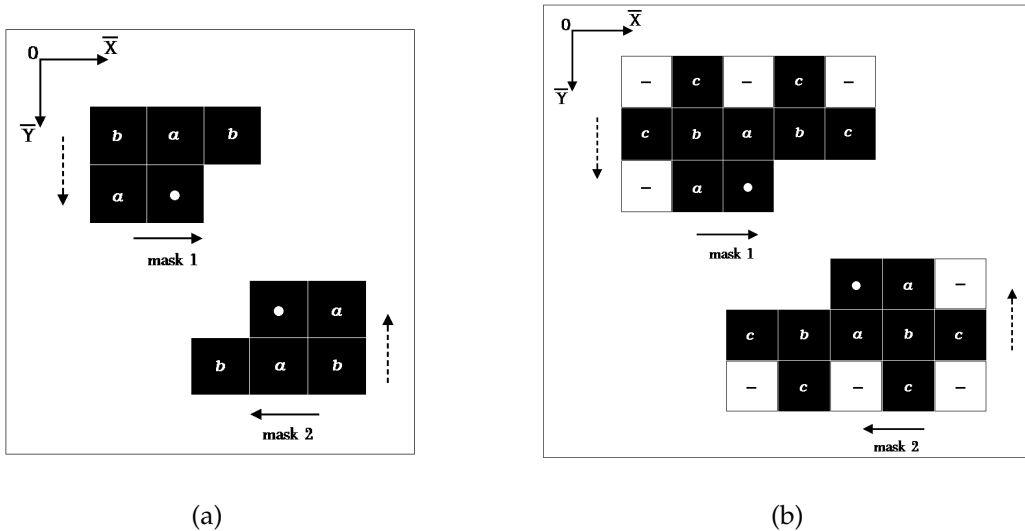 0 X̅
Y̅
b a b
a •
mask 1
• a
b a b
mask 2
(a)
0 X̅
Y̅
– c – c –
c b a b c
– a •
mask 1
• a –
c b a b c
– c – c –
mask 2
(b)